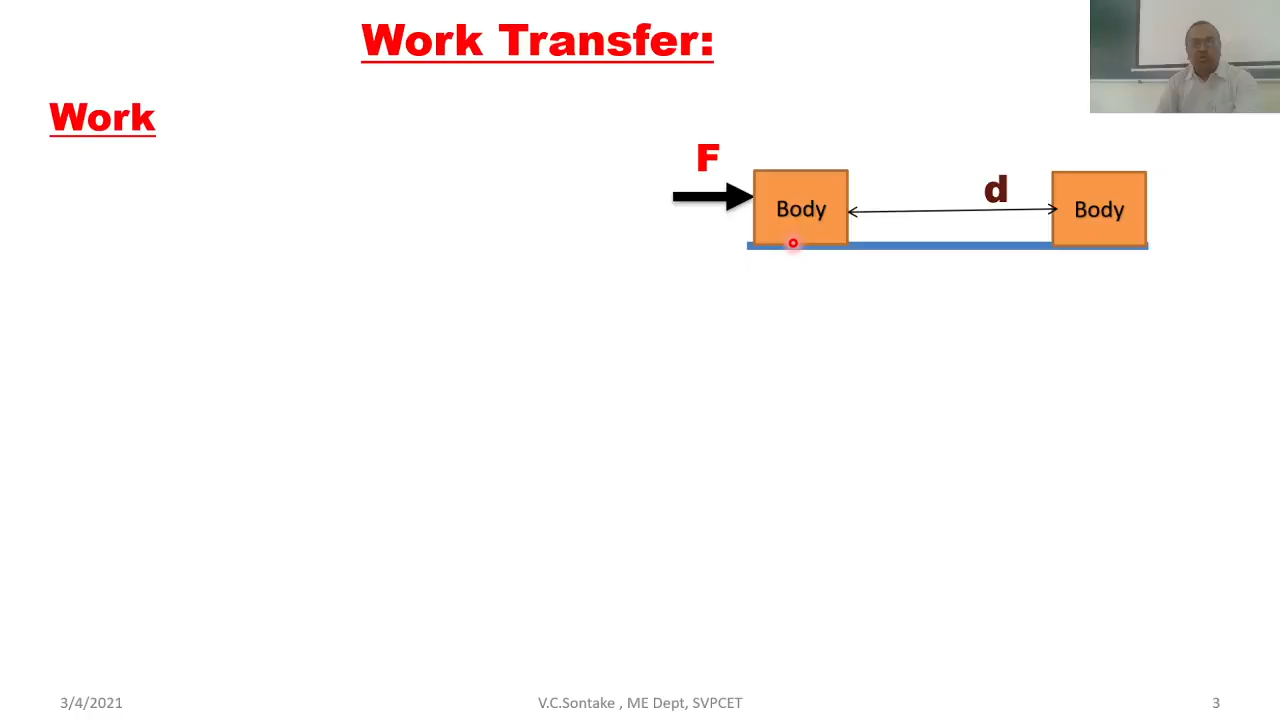 Work Transfer:
Work
F
d
Body
Body
3/4/2021
V.C.Sontake , ME Dept, SVPCET
3